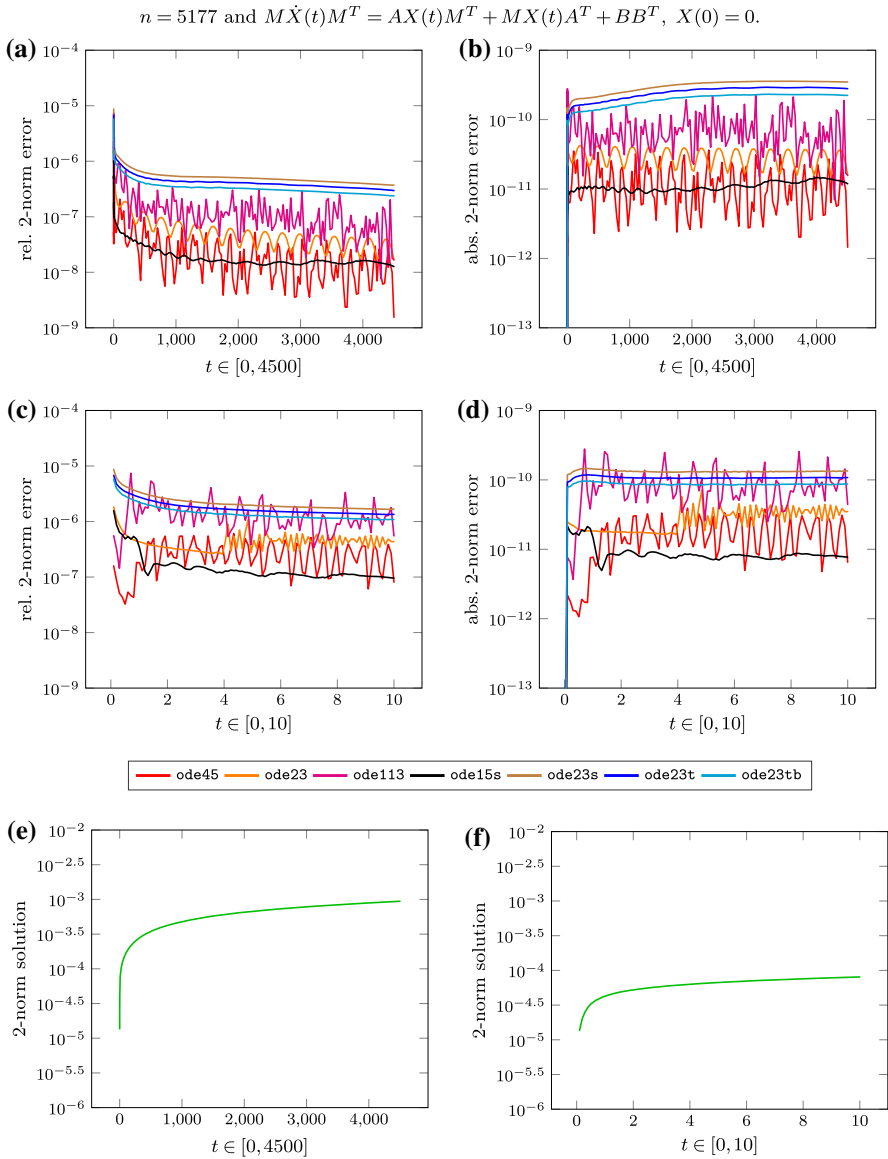 n = 5177 and MẊ(t)Mᵀ = AX(t)Mᵀ + MX(t)Aᵀ + BBᵀ, X(0) = 0.
(a)
rel. 2-norm error
10⁻⁴
10⁻⁵
10⁻⁶
10⁻⁷
10⁻⁸
10⁻⁹
0 1,000 2,000 3,000 4,000
t ∈ [0, 4500]
(b)
abs. 2-norm error
10⁻⁹
10⁻¹⁰
10⁻¹¹
10⁻¹²
10⁻¹³
0 1,000 2,000 3,000 4,000
t ∈ [0, 4500]
(c)
rel. 2-norm error
10⁻⁴
10⁻⁵
10⁻⁶
10⁻⁷
10⁻⁸
10⁻⁹
0 2 4 6 8 10
t ∈ [0, 10]
(d)
abs. 2-norm error
10⁻⁹
10⁻¹⁰
10⁻¹¹
10⁻¹²
10⁻¹³
0 2 4 6 8 10
t ∈ [0, 10]
ode45 ode23 ode113 ode15s ode23s ode23t ode23tb
(e)
2-norm solution
10⁻²
10⁻²·⁵
10⁻³
10⁻³·⁵
10⁻⁴
10⁻⁴·⁵
10⁻⁵
10⁻⁵·⁵
10⁻⁶
0 1,000 2,000 3,000 4,000
t ∈ [0, 4500]
(f)
2-norm solution
10⁻²
10⁻²·⁵
10⁻³
10⁻³·⁵
10⁻⁴
10⁻⁴·⁵
10⁻⁵
10⁻⁵·⁵
10⁻⁶
0 2 4 6 8 10
t ∈ [0, 10]